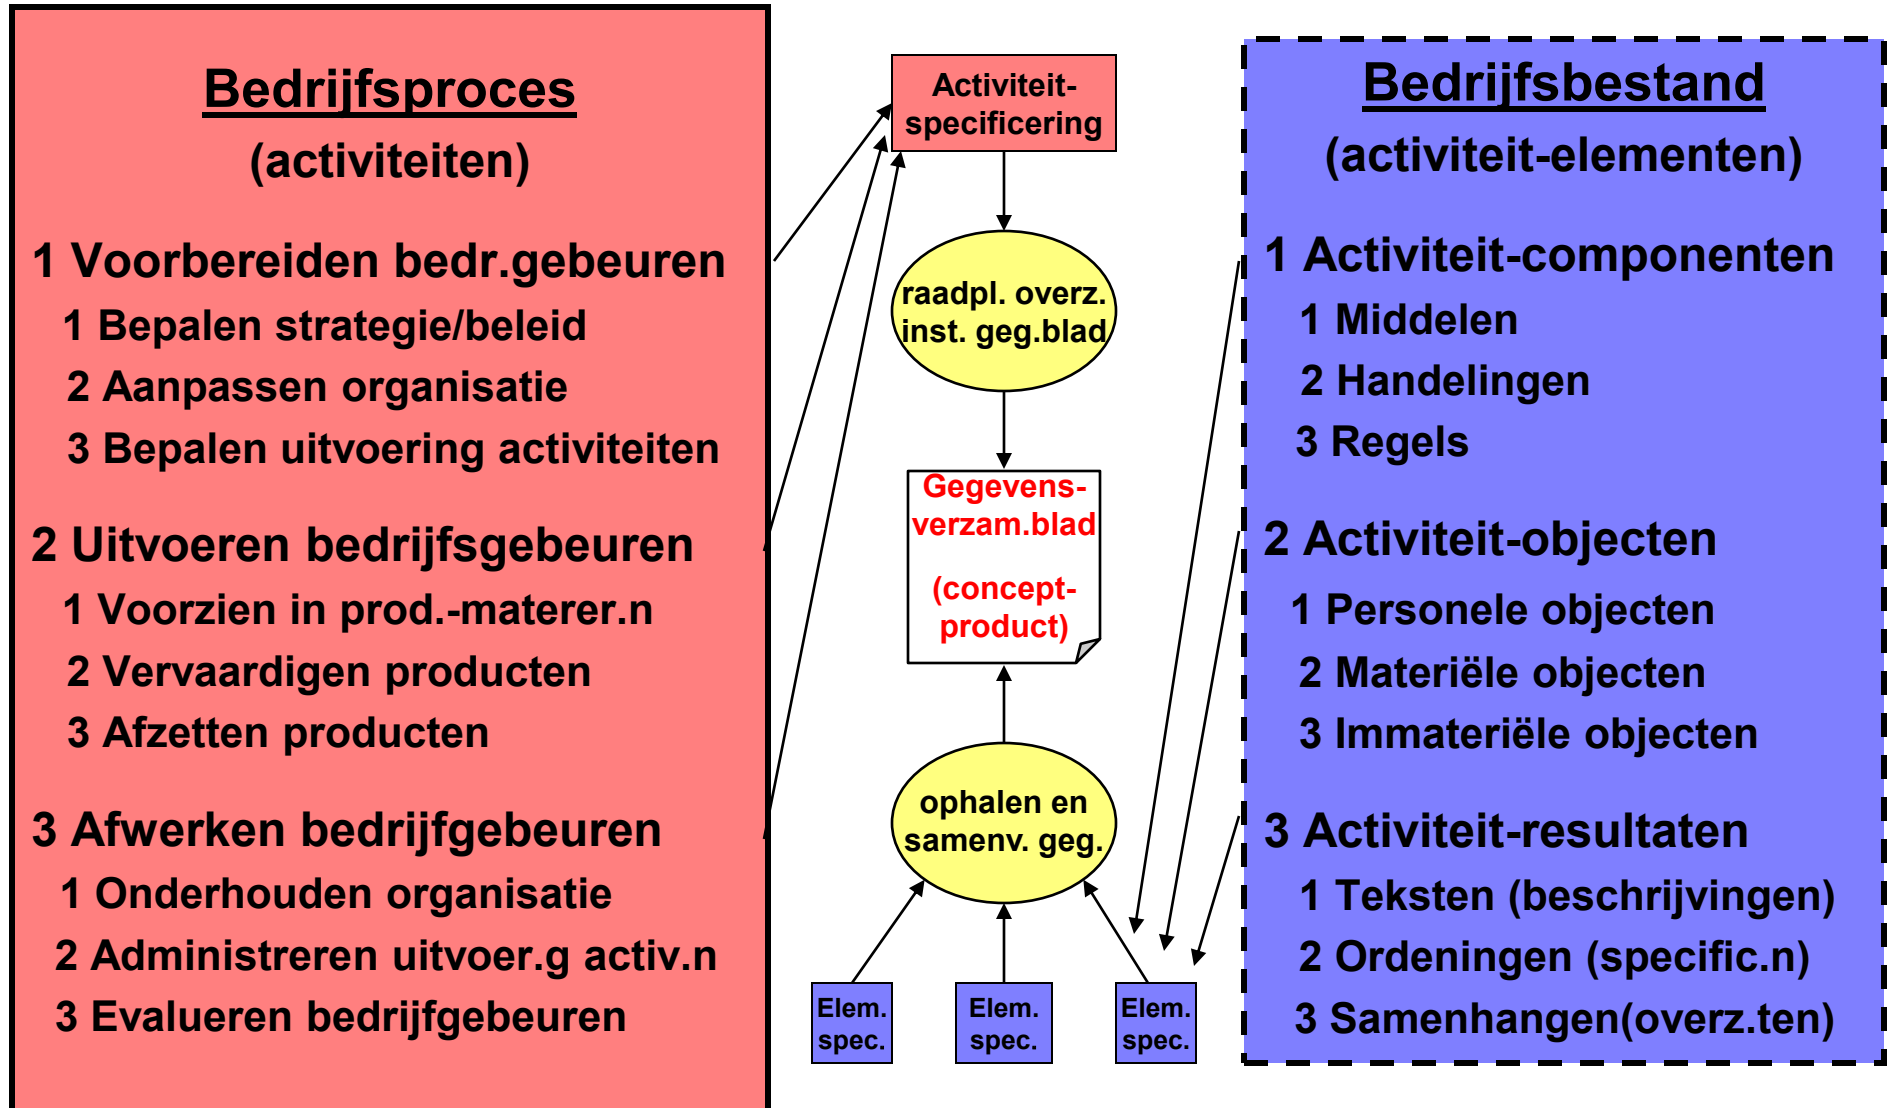 Bedrijfsproces
(activiteiten)
1 Voorbereiden bedr.gebeuren
1 Bepalen strategie/beleid
2 Aanpassen organisatie
3 Bepalen uitvoering activiteiten
2 Uitvoeren bedrijfsgebeuren
1 Voorzien in prod.-materer.n
2 Vervaardigen producten
3 Afzetten producten
3 Afwerken bedrijfgebeuren
1 Onderhouden organisatie
2 Administreren uitvoer.g activ.n
3 Evalueren bedrijfgebeuren
Activiteit-
specificering
raadpl. overz.
inst. geg.blad
Gegevens-
verzam.blad
(concept-
product)
ophalen en
samenv. geg.
Elem.
spec.
Elem.
spec.
Elem.
spec.
Bedrijfsbestand
(activiteit-elementen)
1 Activiteit-componenten
1 Middelen
2 Handelingen
3 Regels
2 Activiteit-objecten
1 Personele objecten
2 Materiële objecten
3 Immateriële objecten
3 Activiteit-resultaten
1 Teksten (beschrijvingen)
2 Ordeningen (specific.n)
3 Samenhangen(overz.ten)